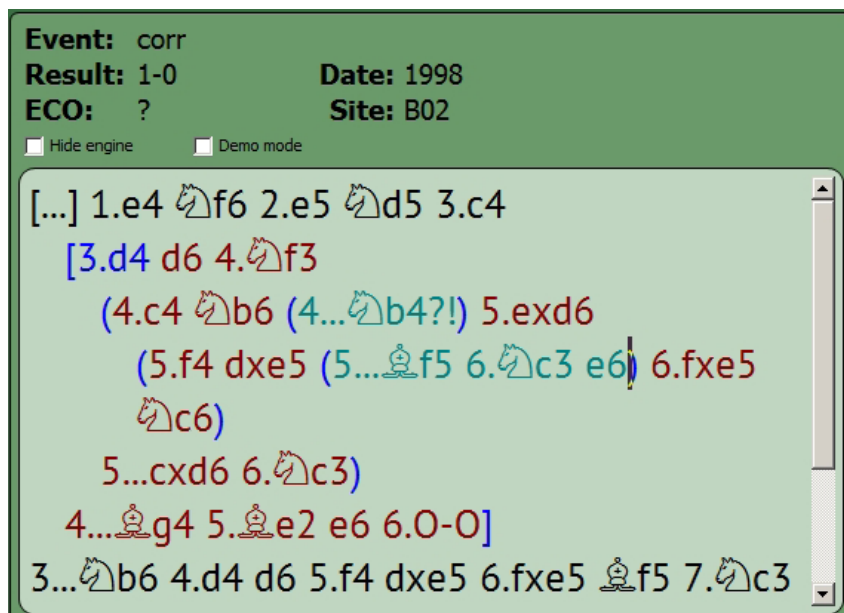 Event: corr
Result: 1-0 Date: 1998
ECO: ? Site: B02
Hide engine Demo mode
[...] 1.e4 ♘f6 2.e5 ♘d5 3.c4
[3.d4 d6 4.♘f3
(4.c4 ♘b6 (4...♘b4?!) 5.exd6
(5.f4 dxe5 (5...♗f5 6.♘c3 e6) 6.fxe5
♘c6)
5...cxd6 6.♘c3)
4...♗g4 5.♗e2 e6 6.O-O]
3...♘b6 4.d4 d6 5.f4 dxe5 6.fxe5 ♗f5 7.♘c3